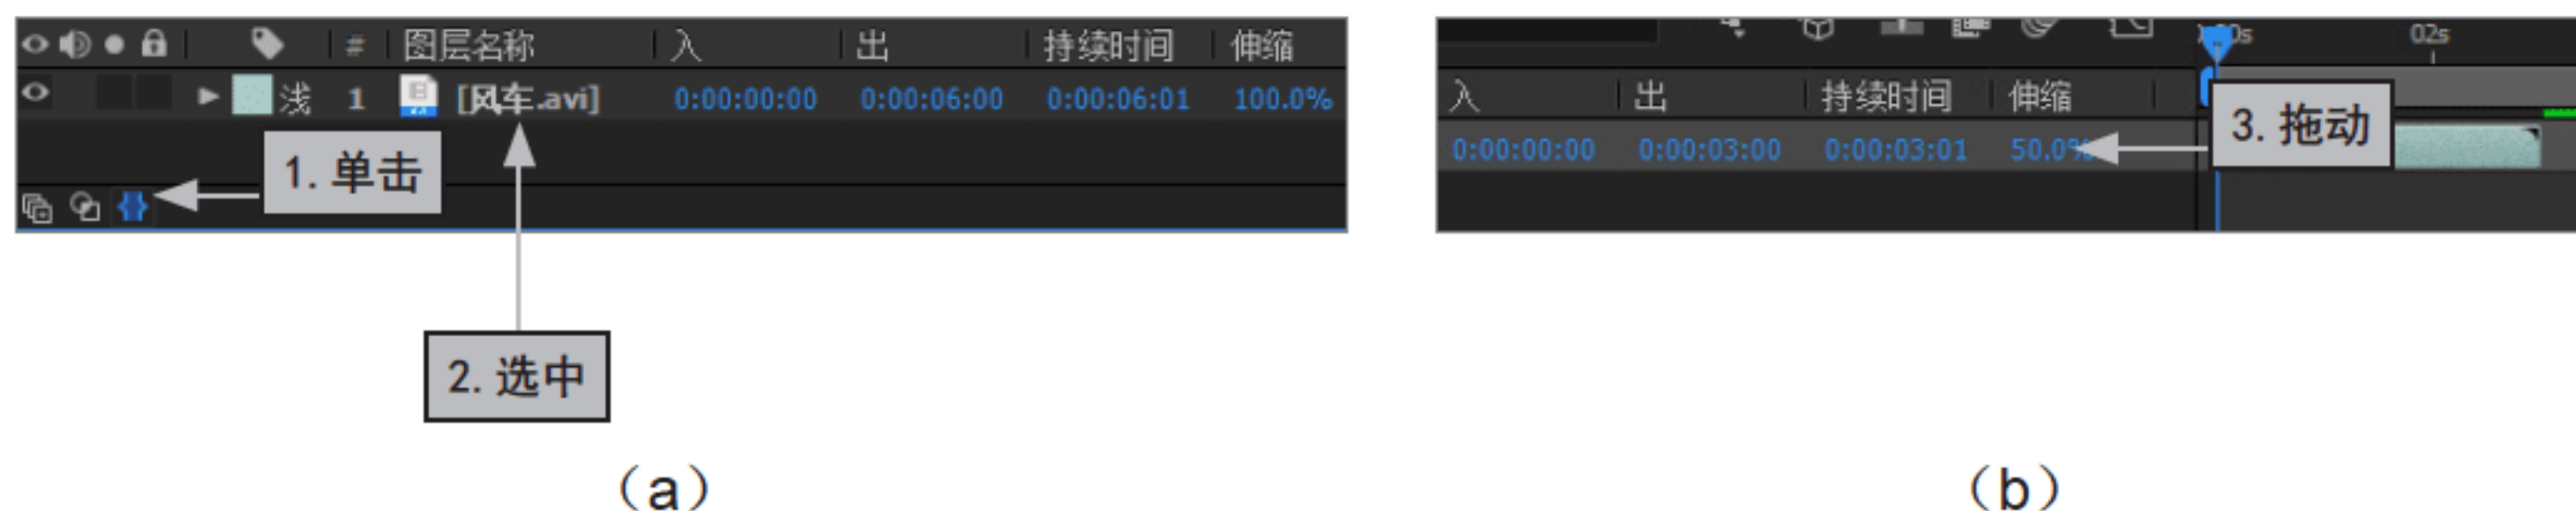 # 图层名称 入 出 持续时间 伸缩
浅 1 [风车.avi] 0:00:00:00 0:00:06:00 0:00:06:01 100.0%
1. 单击
2. 选中
(a)
02s
入 出 持续时间 伸缩
0:00:00:00 0:00:03:00 0:00:03:01 50.0%
3. 拖动
(b)